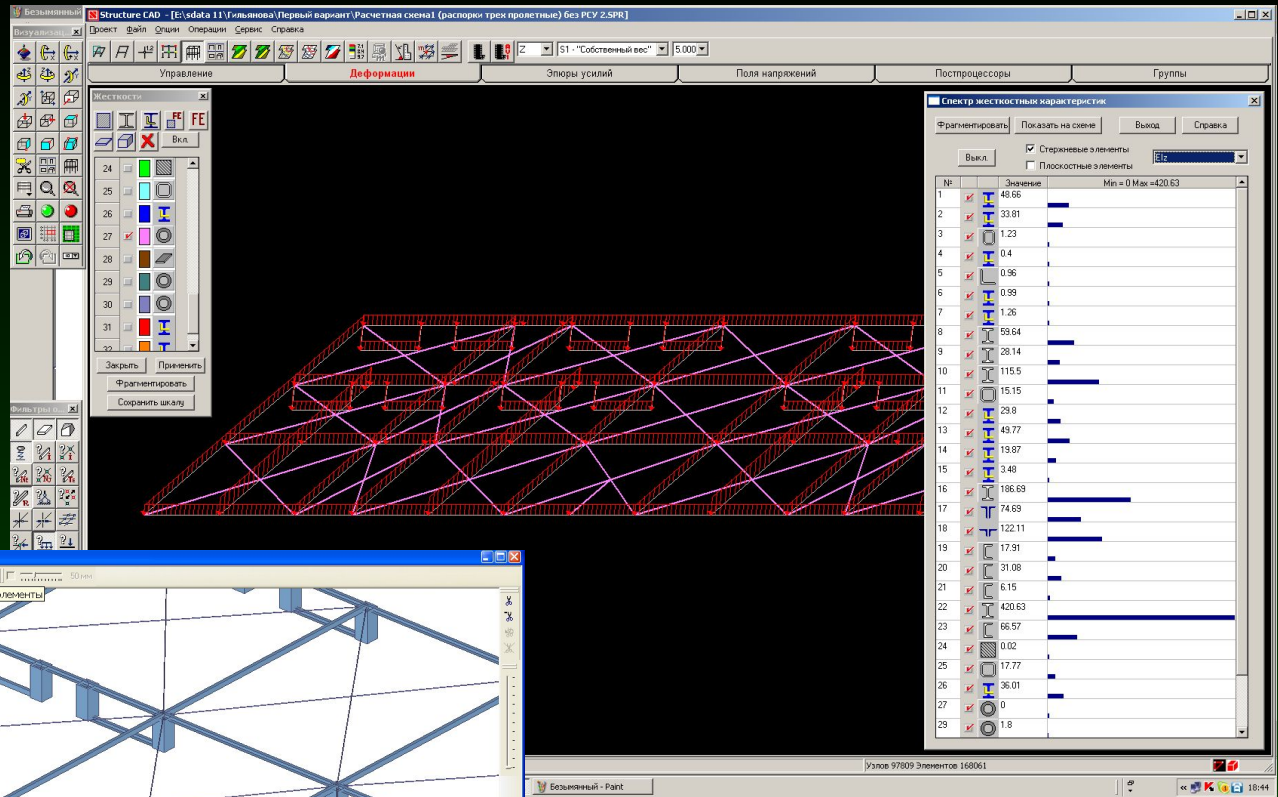 Безымянный
Structure CAD - [E:\sdata 11\Гильянова\Первый вариант\Расчетная схема1 (распорки трех пролетные) без РСУ 2.SPR]
Проект Файл Опции Операции Сервис Справка
Z S1 -"Собственный вес" 5.000
Управление Деформации Эпюры усилий Поля напряжений Постпроцессоры Группы
Жесткости
FE FE
Вкл.
24
25
26
27
28
29
30
31
32
Закрыть Применить
Фрагментировать
Сохранить шкалу
Спектр жесткостных характеристик
Фрагментировать Показать на схеме Выход Справка
Выкл. Стержневые элементы EIz
Плоскостные элементы
N° Значение Min = 0 Max =420.63
1 48.66
2 33.81
3 1.23
4 0.4
5 0.96
6 0.99
7 1.26
8 59.64
9 28.14
10 115.5
11 15.15
12 29.8
13 49.77
14 19.87
15 3.48
16 186.69
17 74.69
18 122.11
19 17.91
20 31.08
21 6.15
22 420.63
23 66.57
24 0.02
25 17.77
26 36.01
27 0
29 1.8
50 мм
элементы
Узлов 97809 Элементов 168061
Безымянный - Paint
18:44